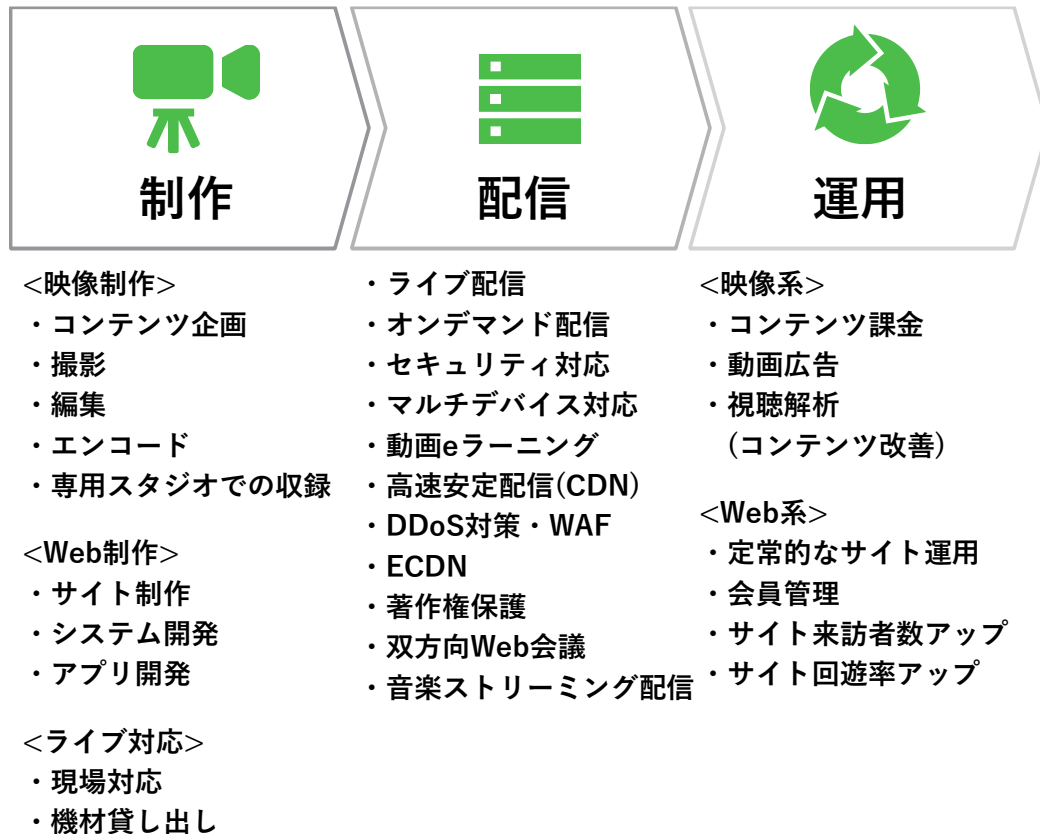 制作
<映像制作>
・コンテンツ企画
・撮影
・編集
・エンコード
・専用スタジオでの収録
<Web制作>
・サイト制作
・システム開発
・アプリ開発
<ライブ対応>
・現場対応
・機材貸し出し
配信
・ライブ配信
・オンデマンド配信
・セキュリティ対応
・マルチデバイス対応
・動画eラーニング
・高速安定配信(CDN)
・DDoS対策・WAF
・ECDN
・著作権保護
・双方向Web会議
・音楽ストリーミング配信
運用
<映像系>
・コンテンツ課金
・動画広告
・視聴解析
(コンテンツ改善)
<Web系>
・定常的なサイト運用
・会員管理
・サイト来訪者数アップ
・サイト回遊率アップ